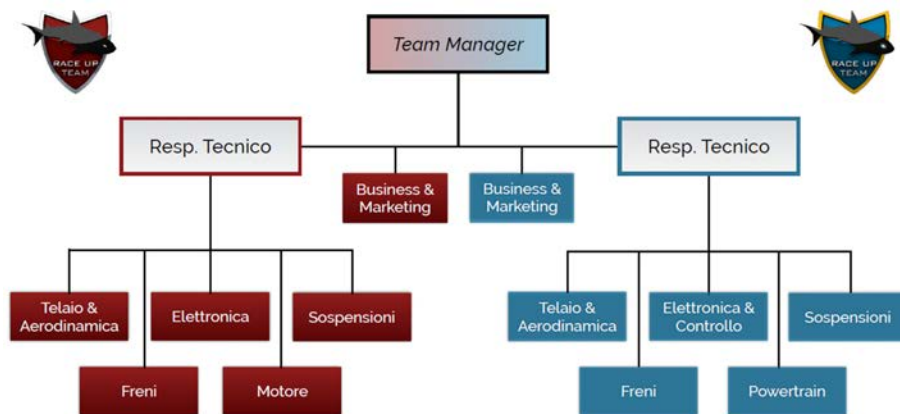 RACE UP
TEAM
Team Manager
RACE UP
TEAM
Resp. Tecnico
Resp. Tecnico
Business &
Marketing
Business &
Marketing
Telaio &
Aerodinamica
Elettronica
Sospensioni
Telaio &
Aerodinamica
Elettronica &
Controllo
Sospensioni
Freni
Motore
Freni
Powertrain